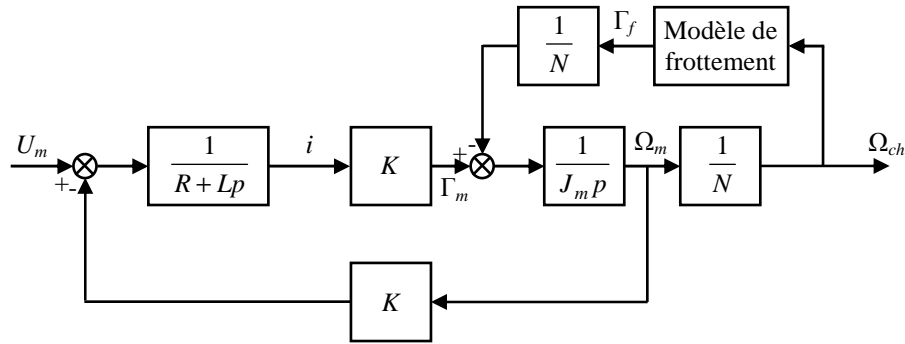 1
N
Γf
Modèle de
frottement
Um
+
-
1
R + Lp
i
K
Γm
+
-
1
Jm p
Ωm
1
N
Ωch
K